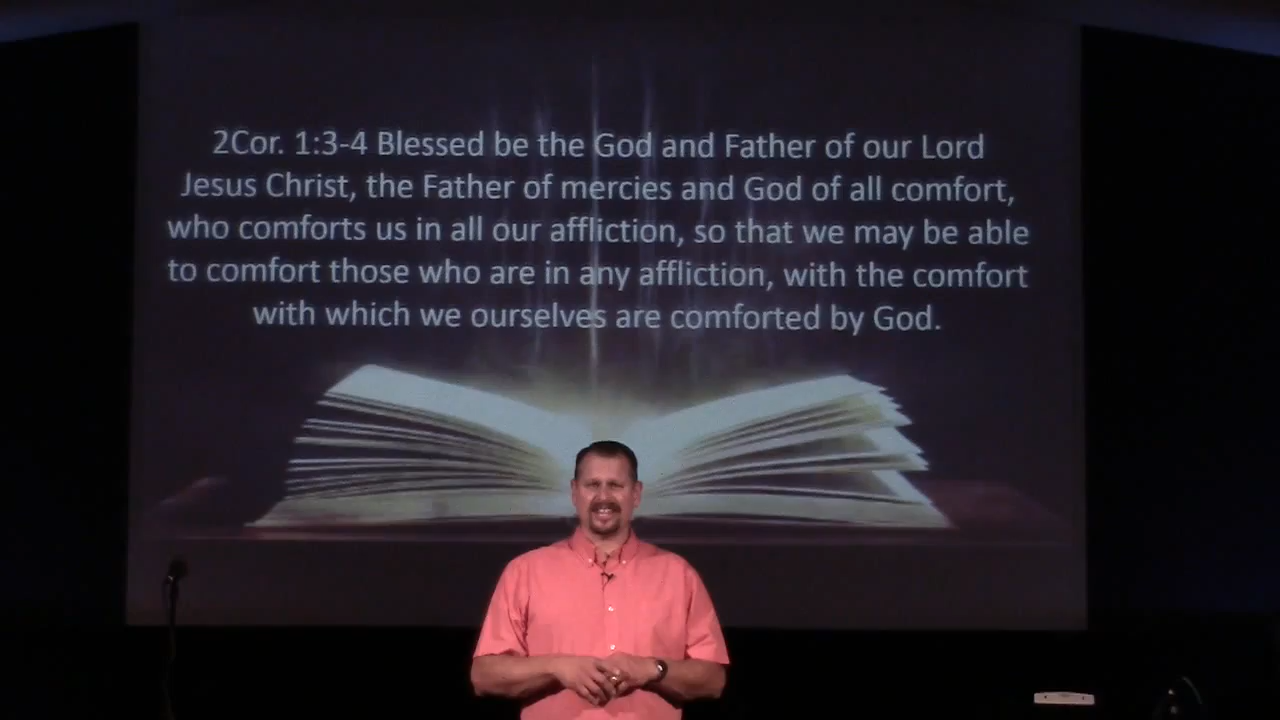 2Cor. 1:3-4 Blessed be the God and Father of our Lord
Jesus Christ, the Father of mercies and God of all comfort,
who comforts us in all our affliction, so that we may be able
to comfort those who are in any affliction, with the comfort
with which we ourselves are comforted by God.